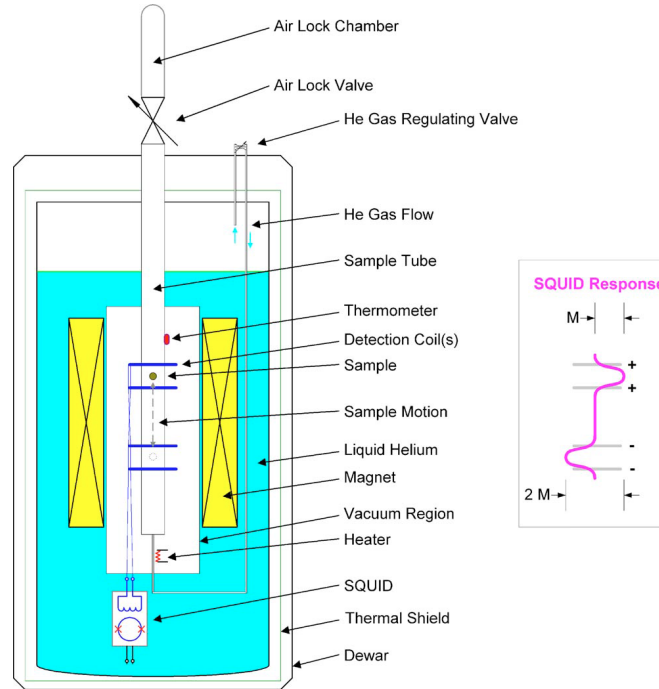 Air Lock Chamber
Air Lock Valve
He Gas Regulating Valve
He Gas Flow
Sample Tube
Thermometer
Detection Coil(s)
Sample
Sample Motion
Liquid Helium
Magnet
Vacuum Region
Heater
SQUID
Thermal Shield
Dewar
SQUID Response
M
+
+
-
-
2 M